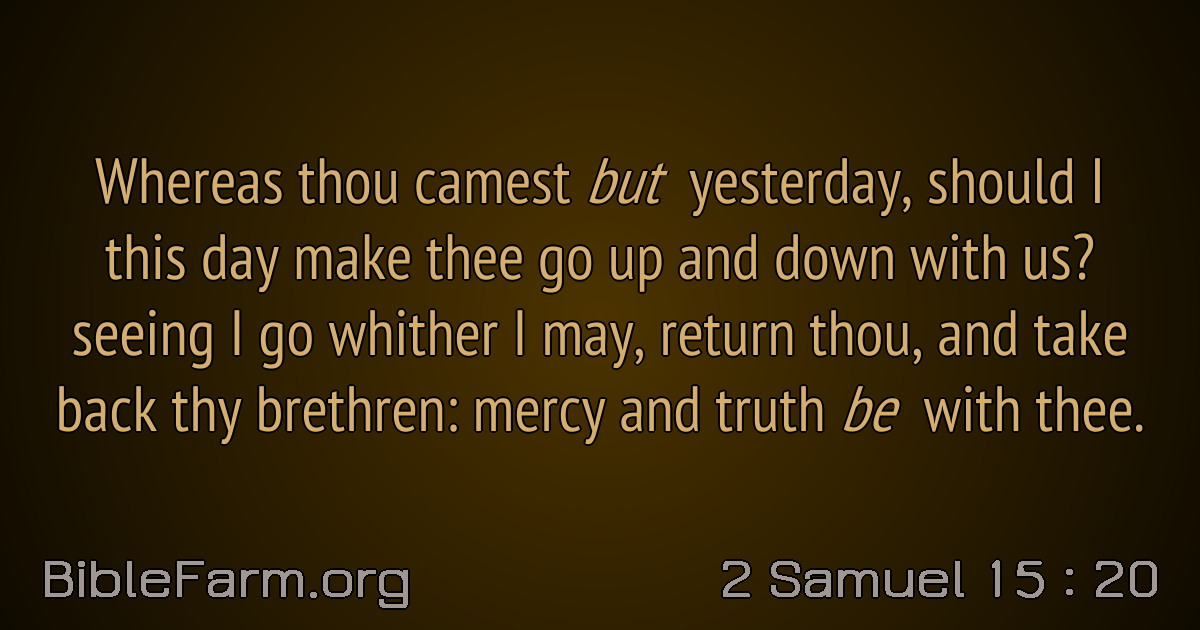 Whereas thou camest but yesterday, should I
this day make thee go up and down with us?
seeing I go whither I may, return thou, and take
back thy brethren: mercy and truth be with thee.
BibleFarm.org
2 Samuel 15 : 20